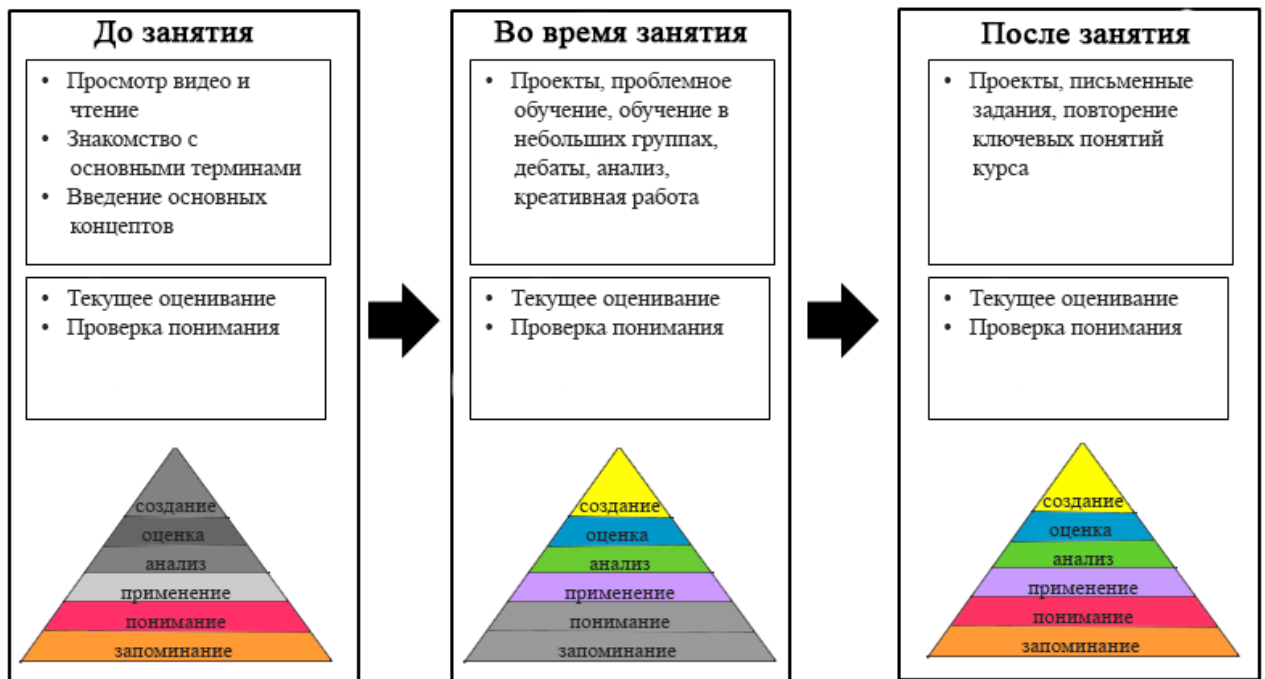 До занятия
• Просмотр видео и
чтение
• Знакомство с
основными терминами
• Введение основных
концептов
• Текущее оценивание
• Проверка понимания
создание
оценка
анализ
применение
понимание
запоминание
Во время занятия
• Проекты, проблемное
обучение, обучение в
небольших группах,
дебаты, анализ,
креативная работа
• Текущее оценивание
• Проверка понимания
создание
оценка
анализ
применение
понимание
запоминание
После занятия
• Проекты, письменные
задания, повторение
ключевых понятий
курса
• Текущее оценивание
• Проверка понимания
создание
оценка
анализ
применение
понимание
запоминание